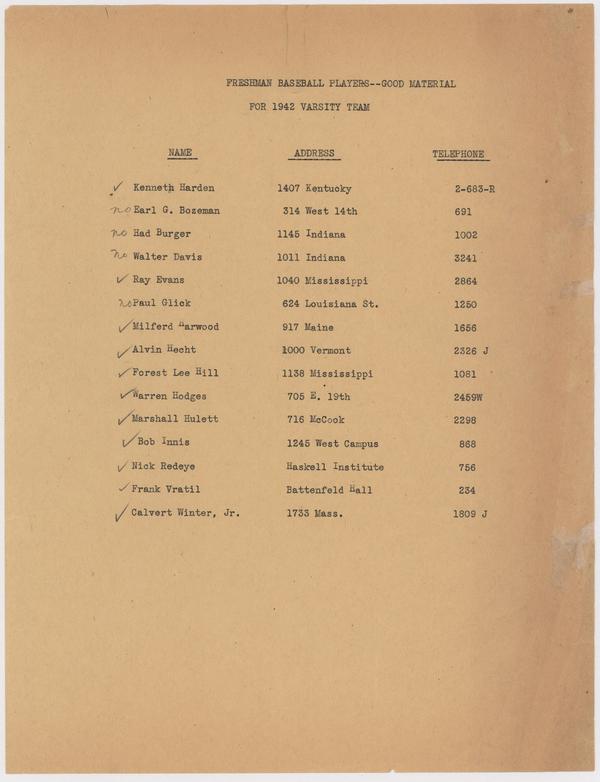 FRESHMAN BASEBALL PLAYERS--GOOD MATERIAL
FOR 1942 VARSITY TEAM
NAME ADDRESS TELEPHONE
✓ Kenneth Harden 1407 Kentucky 2-683-R
no Earl G. Bozeman 314 West 14th 691
no Had Burger 1145 Indiana 1002
no Walter Davis 1011 Indiana 3241
✓ Ray Evans 1040 Mississippi 2864
no Paul Glick 624 Louisiana St. 1250
✓ Milferd Harwood 917 Maine 1656
✓ Alvin Hecht 1000 Vermont 2326 J
✓ Forest Lee Hill 1138 Mississippi 1081
✓ Warren Hodges 705 E. 19th 2459W
✓ Marshall Hulett 716 McCook 2298
✓ Bob Innis 1245 West Campus 868
✓ Nick Redeye Haskell Institute 756
✓ Frank Vratil Battenfeld Hall 234
✓ Calvert Winter, Jr. 1733 Mass. 1809 J